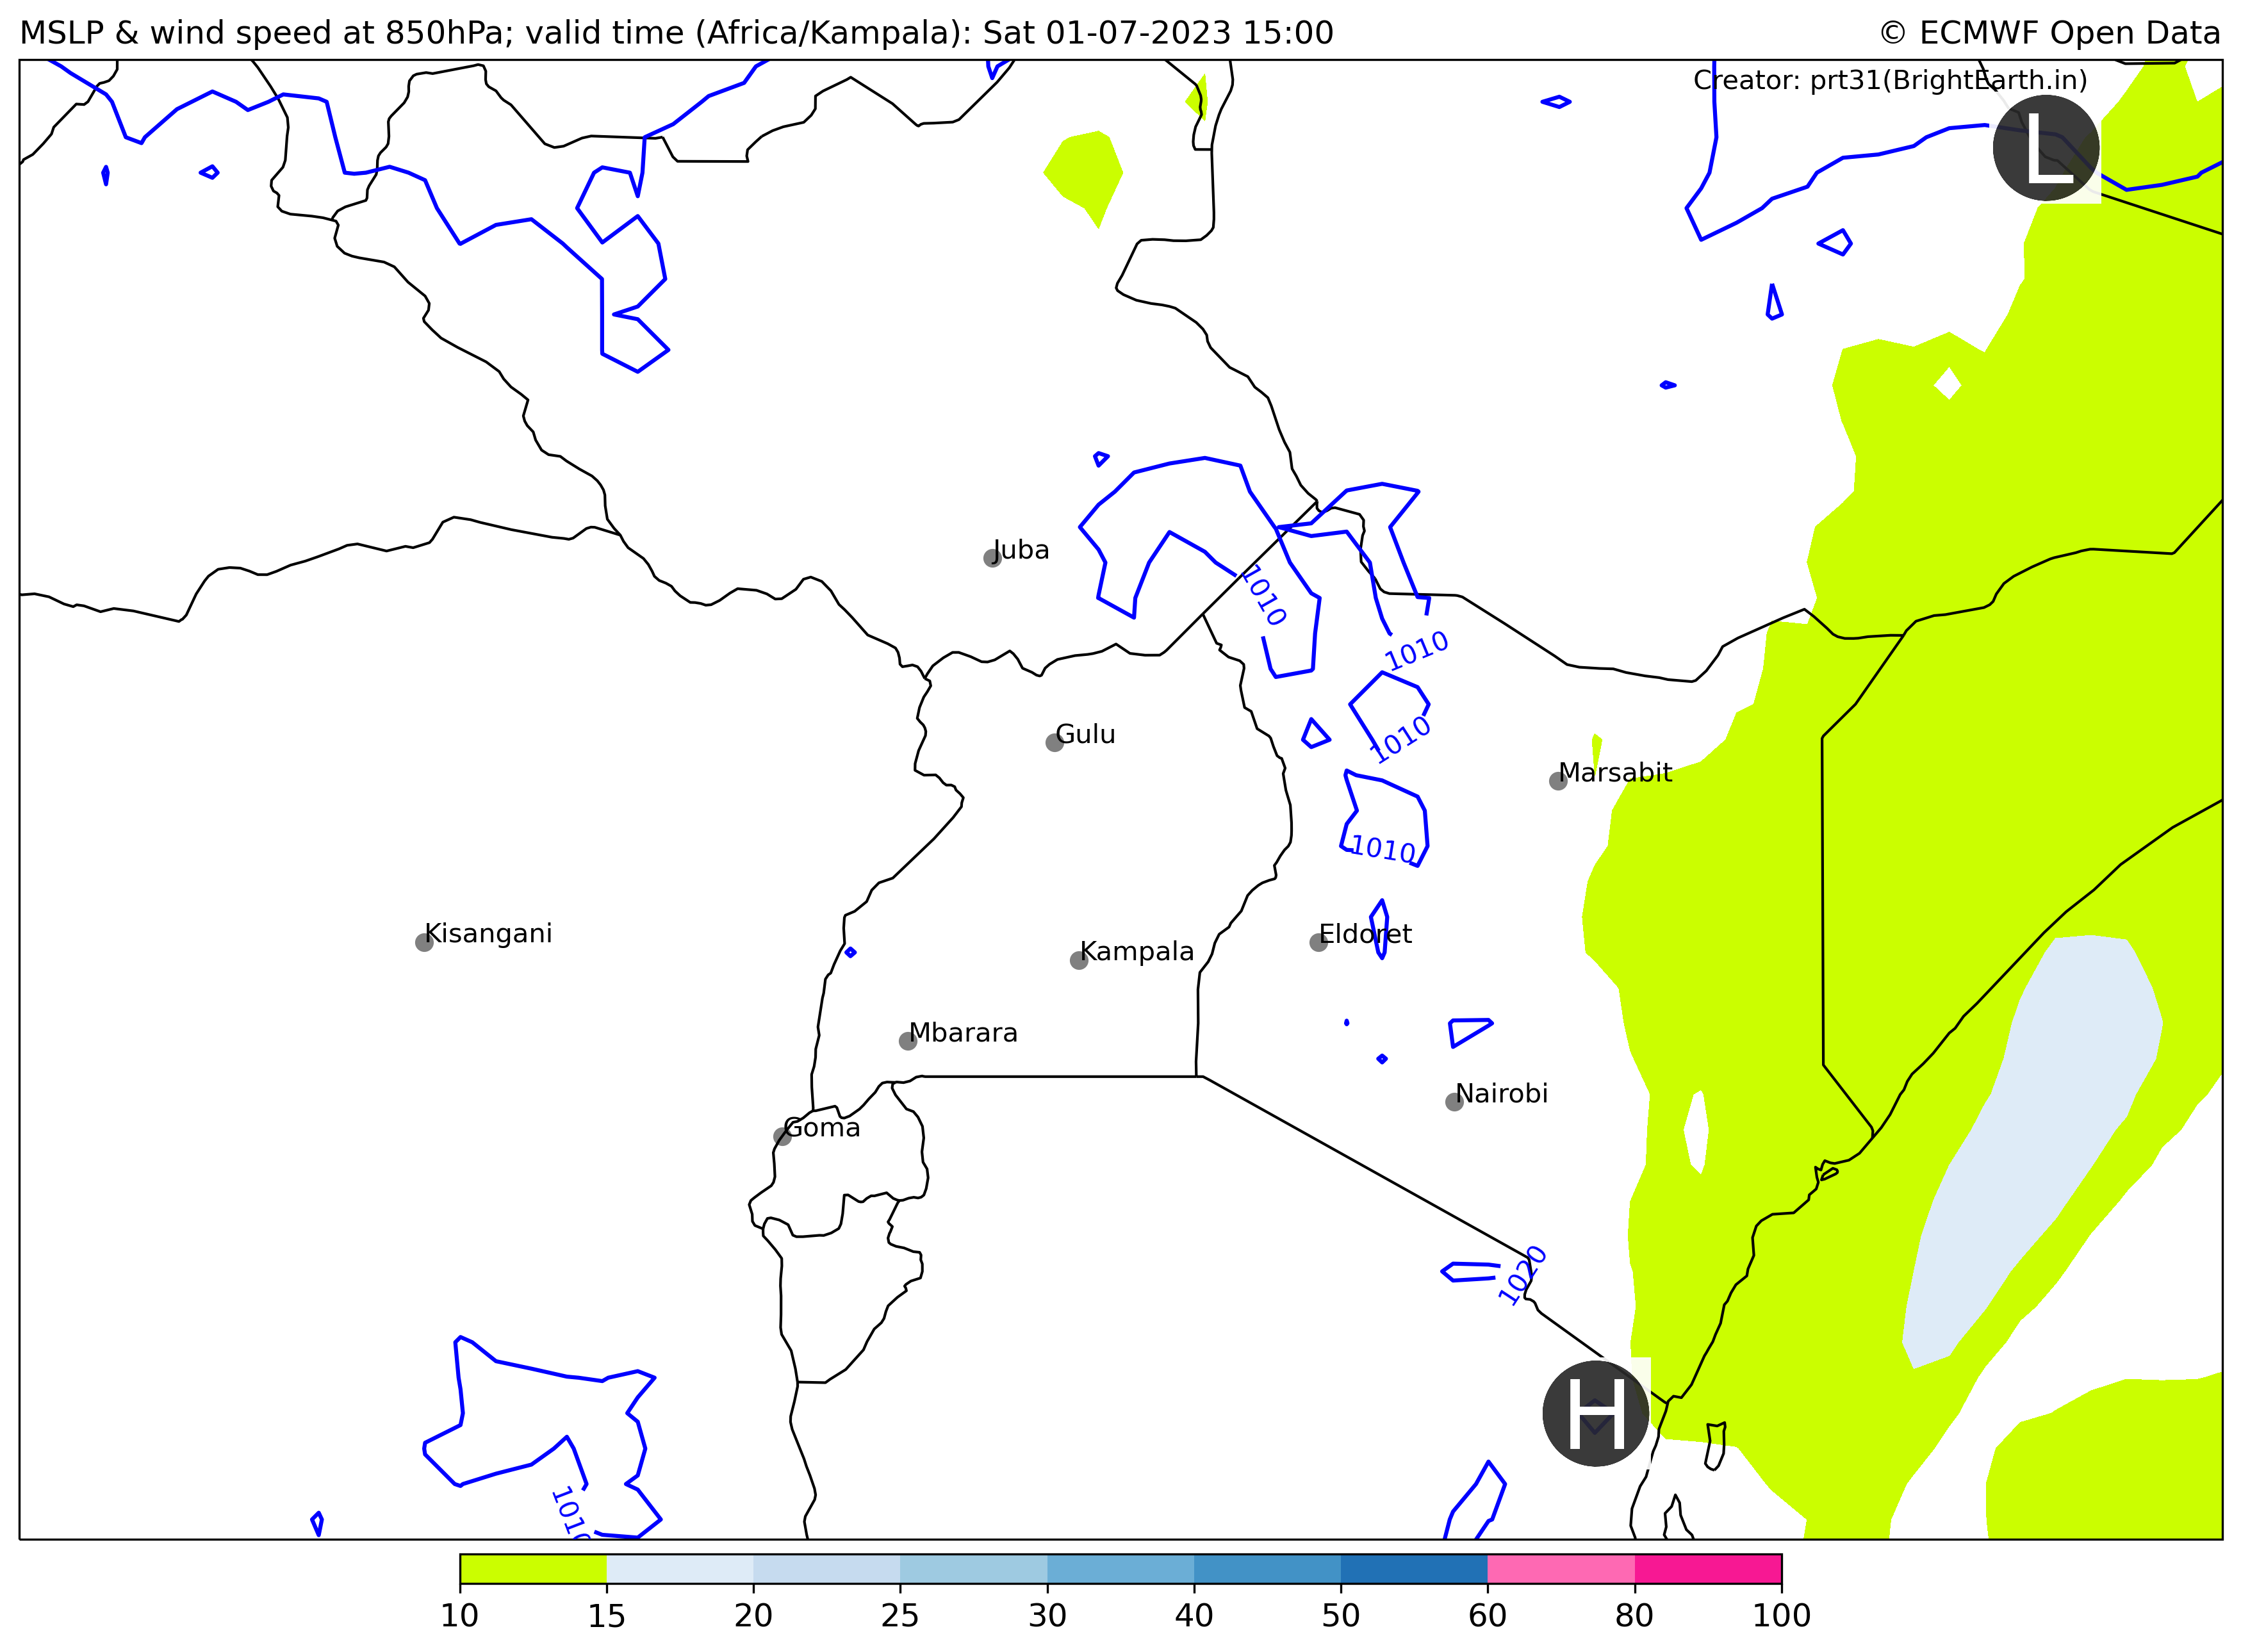 MSLP & wind speed at 850hPa; valid time (Africa/Kampala): Sat 01-07-2023 15:00
© ECMWF Open Data
Creator: prt31(BrightEarth.in)
L
Juba
1010
1010
Gulu
1010
Marsabit
1010
Kisangani
Eldoret
Kampala
Mbarara
Nairobi
Goma
1020
H
1010
10 15 20 25 30 40 50 60 80 100